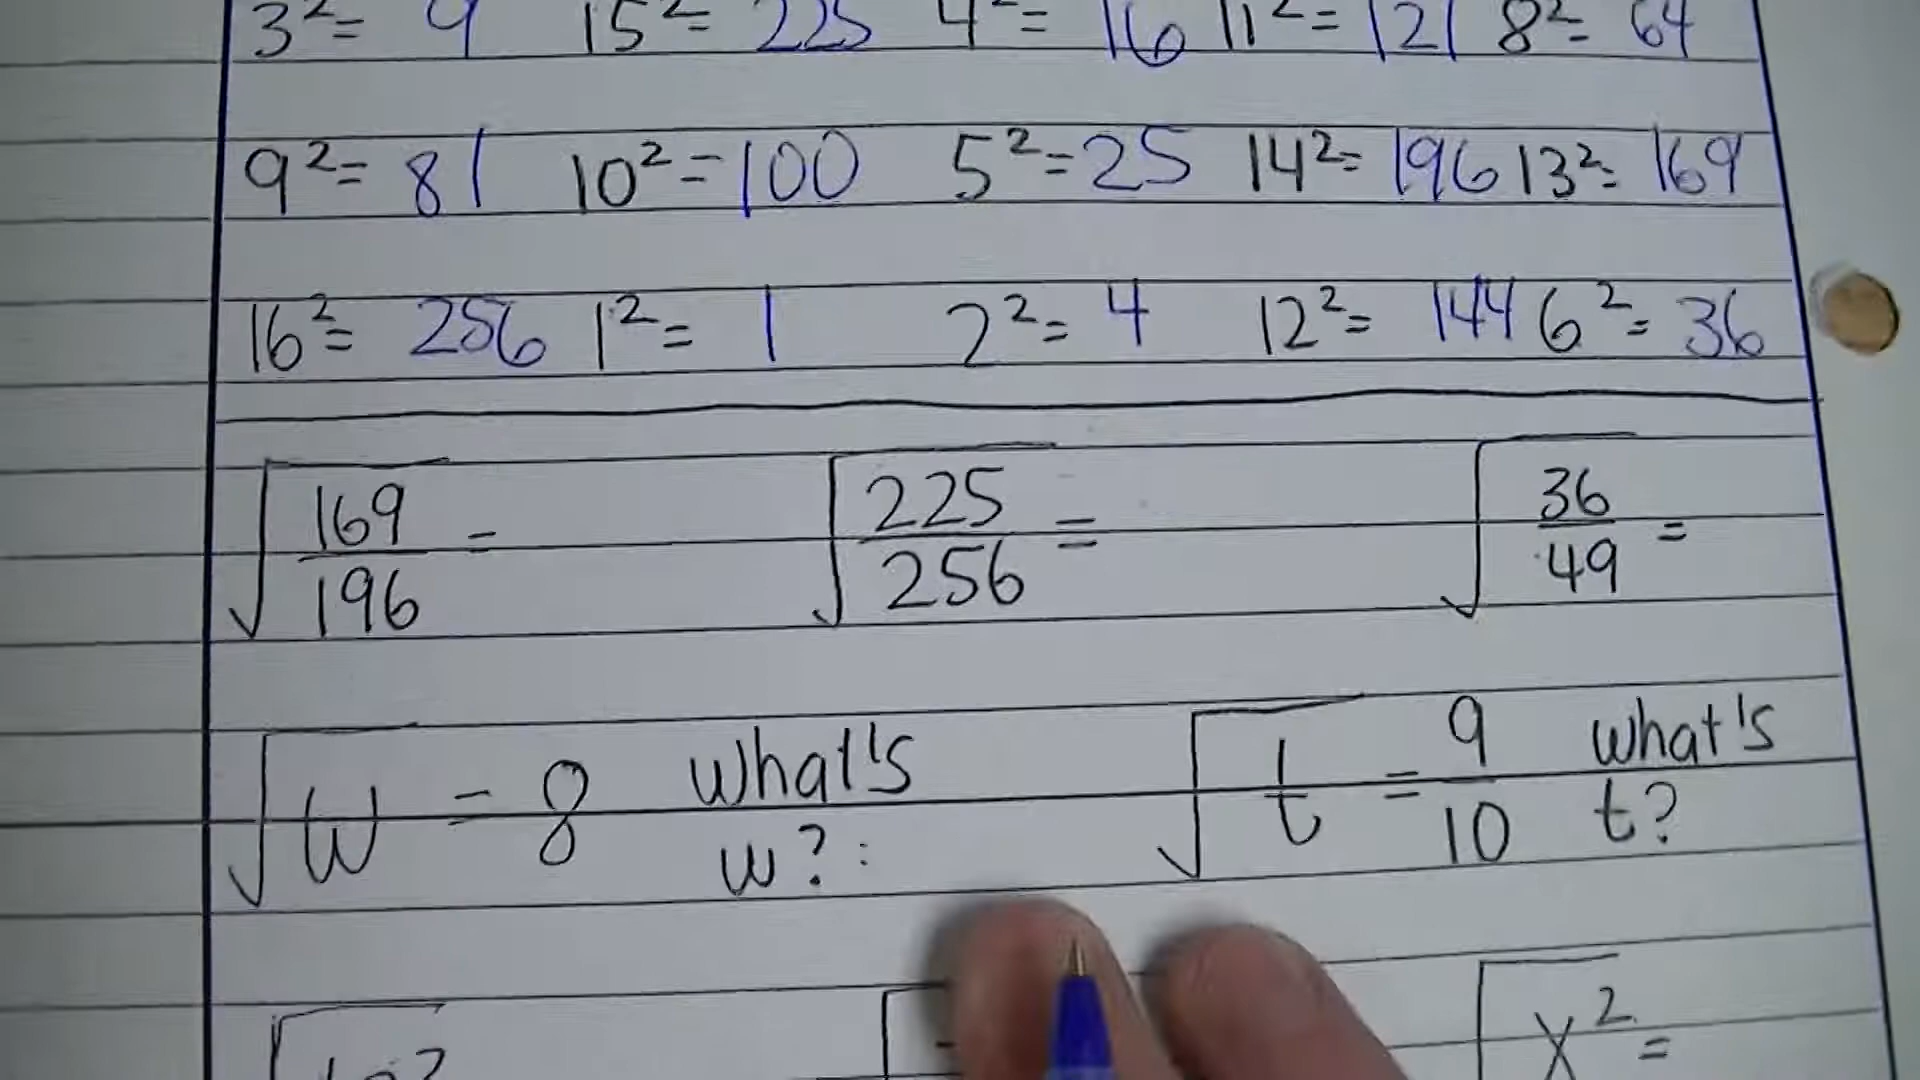 3² = 9 15² = 225 4² = 16 11² = 121 8² = 64
9² = 81 10² = 100 5² = 25 14² = 196 13² = 169
16² = 256 1² = 1 2² = 4 12² = 144 6² = 36
√(169/196) = √(225/256) = √(36/49) =
√w = 8 what's w? : √(1/t) = 9/10 what's t?
√x² =